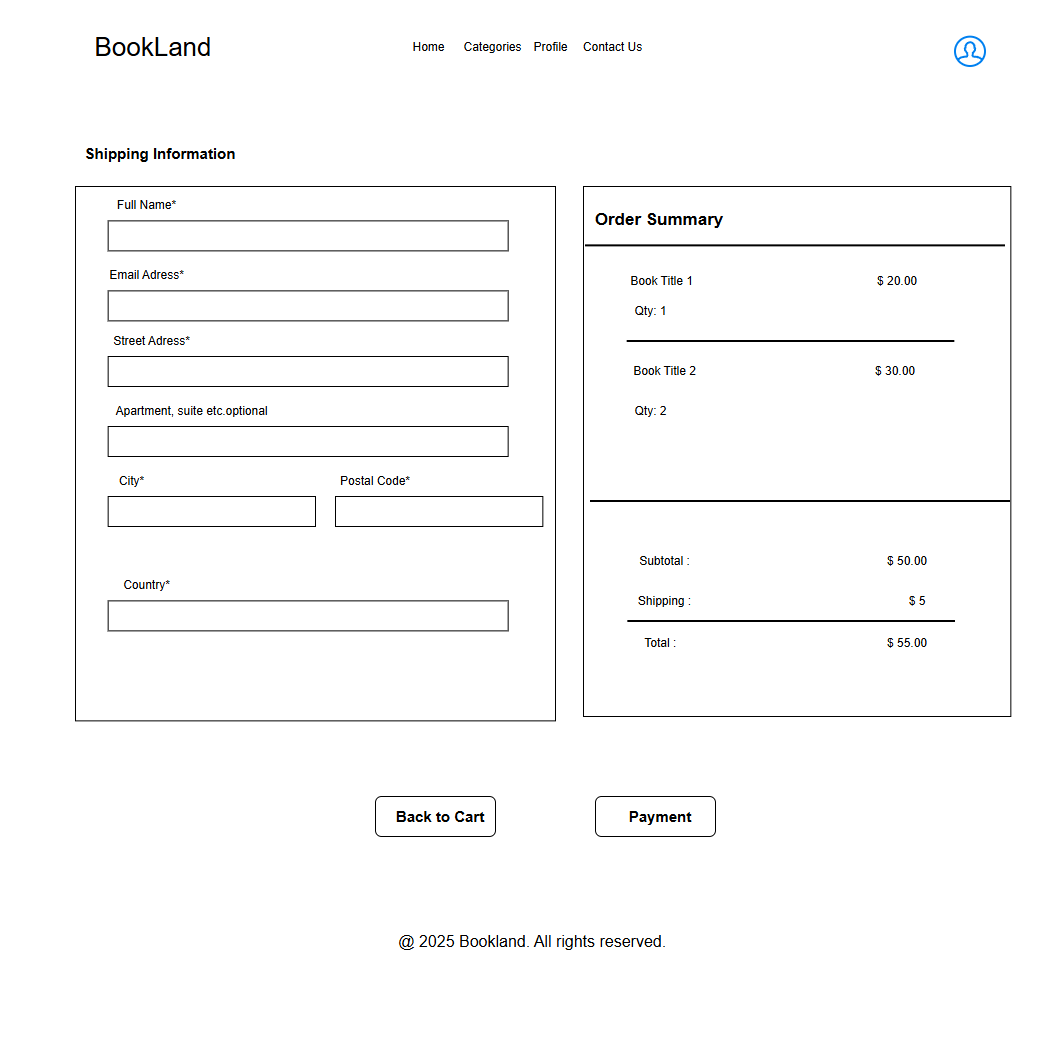 BookLand
Home Categories Profile Contact Us
Shipping Information
Full Name*
Email Adress*
Street Adress*
Apartment, suite etc.optional
City* Postal Code*
Country*
Order Summary
Book Title 1 $ 20.00
Qty: 1
Book Title 2 $ 30.00
Qty: 2
Subtotal : $ 50.00
Shipping : $ 5
Total : $ 55.00
Back to Cart Payment
@ 2025 Bookland. All rights reserved.